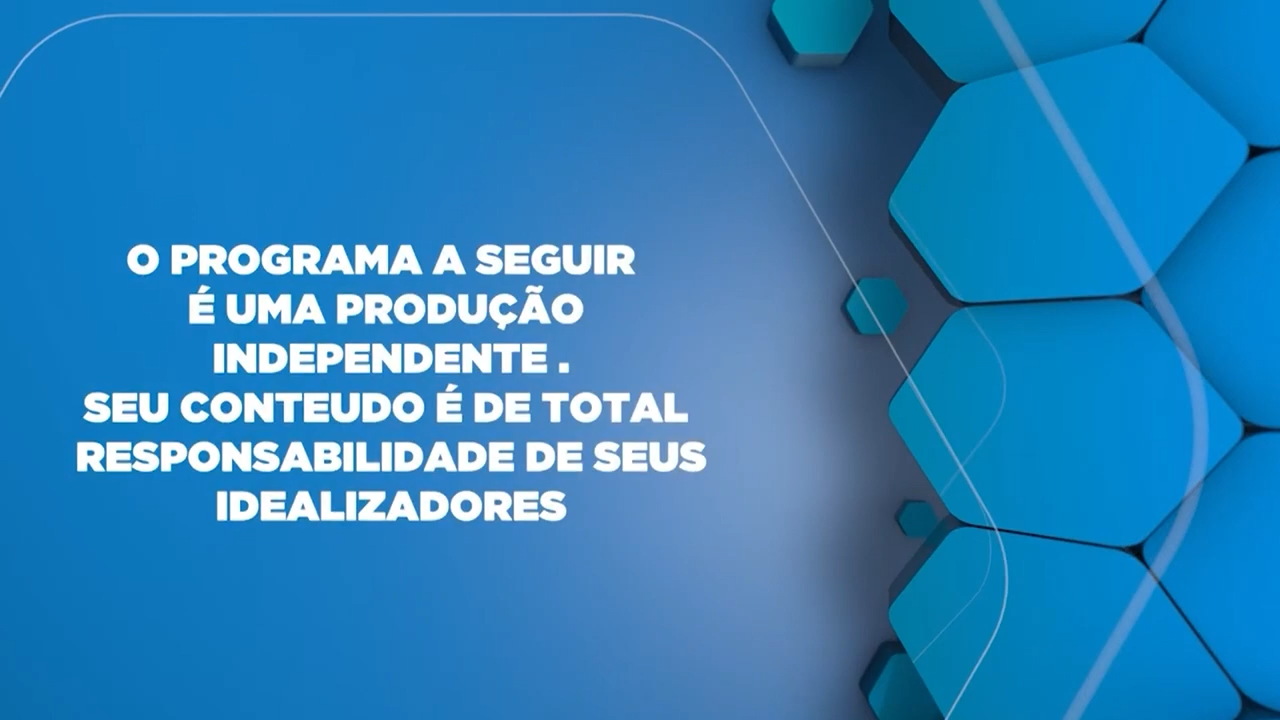 O PROGRAMA A SEGUIR
É UMA PRODUÇÃO
INDEPENDENTE .
SEU CONTEUDO É DE TOTAL
RESPONSABILIDADE DE SEUS
IDEALIZADORES